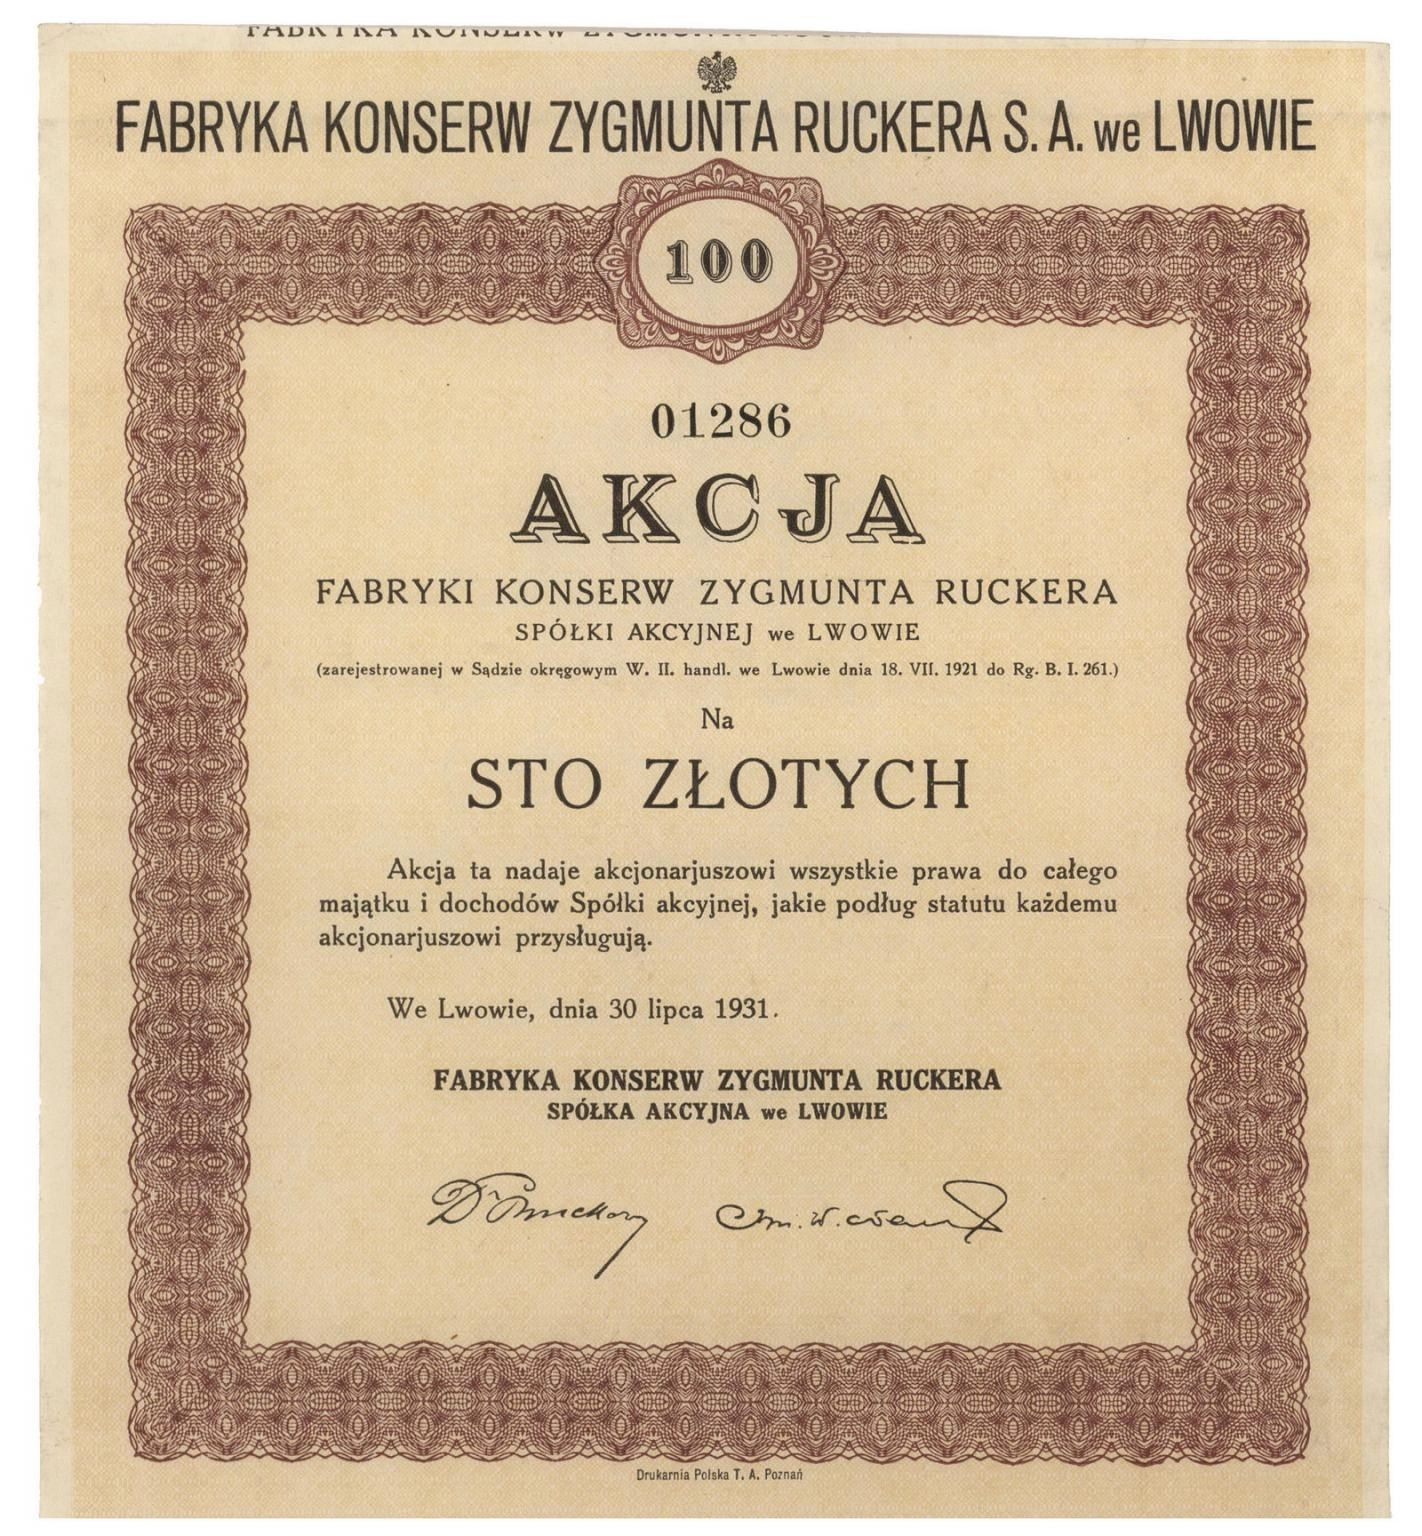 FABRYKA KONSERW ZYGMUNTA RUCKERA S. A. we LWOWIE
100
01286
AKCJA
FABRYKI KONSERW ZYGMUNTA RUCKERA
SPÓŁKI AKCYJNEJ we LWOWIE
(zarejestrowanej w Sądzie okręgowym W. II. handl. we Lwowie dnia 18. VII. 1921 do Rg. B. I. 261.)
Na
STO ZŁOTYCH
Akcja ta nadaje akcjonarjuszowi wszystkie prawa do całego
majątku i dochodów Spółki akcyjnej, jakie podług statutu każdemu
akcjonarjuszowi przysługują.
We Lwowie, dnia 30 lipca 1931.
FABRYKA KONSERW ZYGMUNTA RUCKERA
SPÓŁKA AKCYJNA we LWOWIE
Drukarnia Polska T. A. Poznań